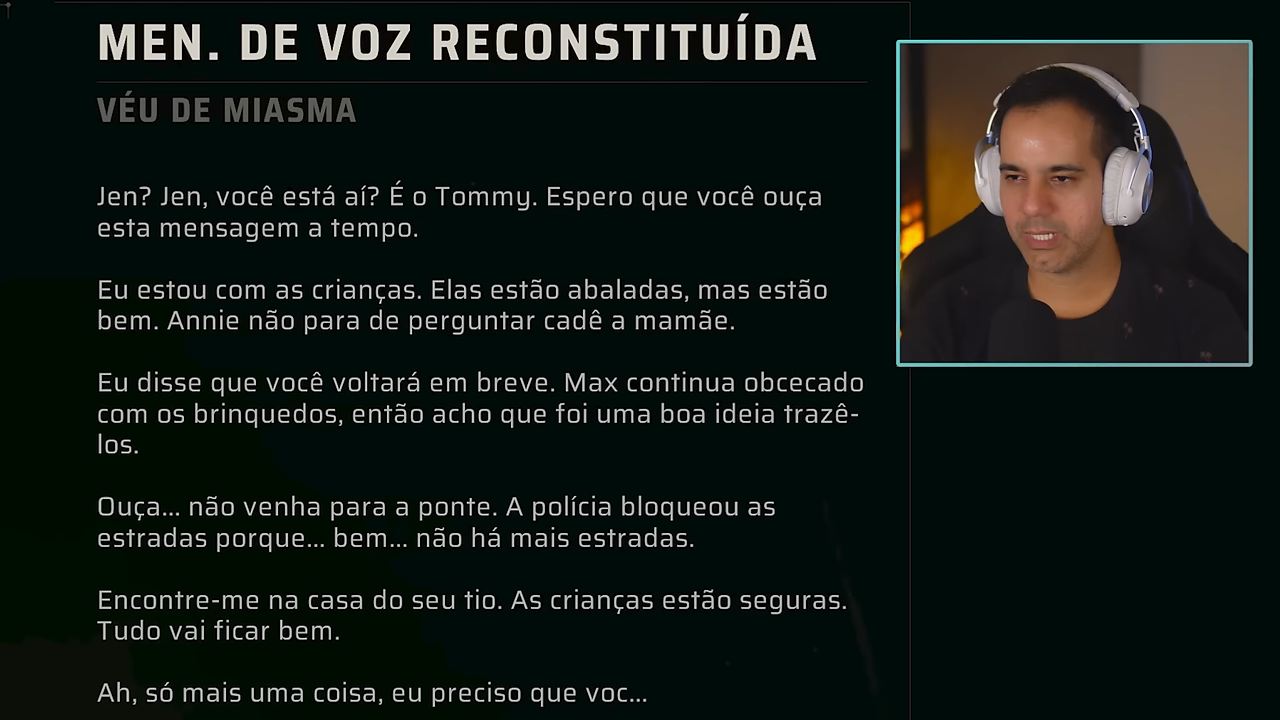 MEN. DE VOZ RECONSTITUÍDA
VÉU DE MIASMA
Jen? Jen, você está aí? É o Tommy. Espero que você ouça
esta mensagem a tempo.
Eu estou com as crianças. Elas estão abaladas, mas estão
bem. Annie não para de perguntar cadê a mamãe.
Eu disse que você voltará em breve. Max continua obcecado
com os brinquedos, então acho que foi uma boa ideia trazê-
los.
Ouça... não venha para a ponte. A polícia bloqueou as
estradas porque... bem... não há mais estradas.
Encontre-me na casa do seu tio. As crianças estão seguras.
Tudo vai ficar bem.
Ah, só mais uma coisa, eu preciso que voc...